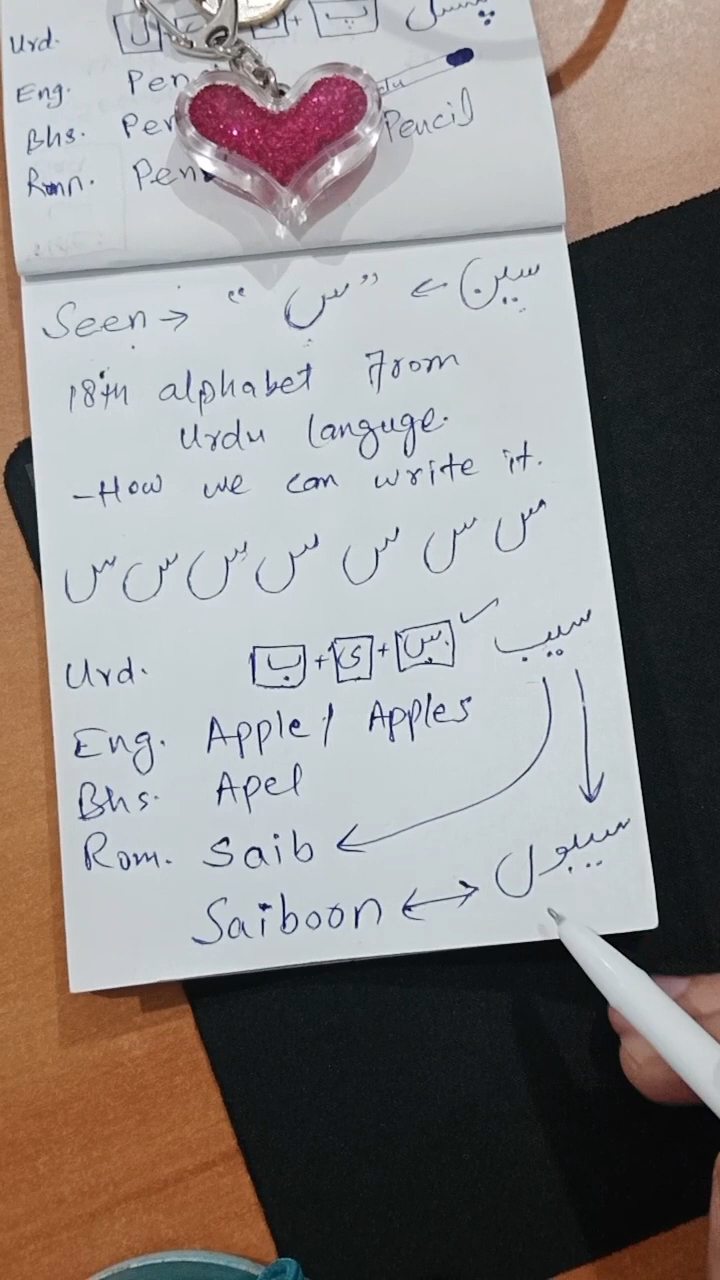 Urd. پ پنسل
Eng. Pen
Bhs. Pen Pencil
Romn. Pen
Seen → " س " ← سین
18th alphabet From
Urdu languge.
- How we can write it.
س س س س س س س
Urd. سیب ✓ س + ی + ب
Eng. Apple / Apples
Bhs. Apel
Rom. Saib ←
Saiboon ↔ سیبوں